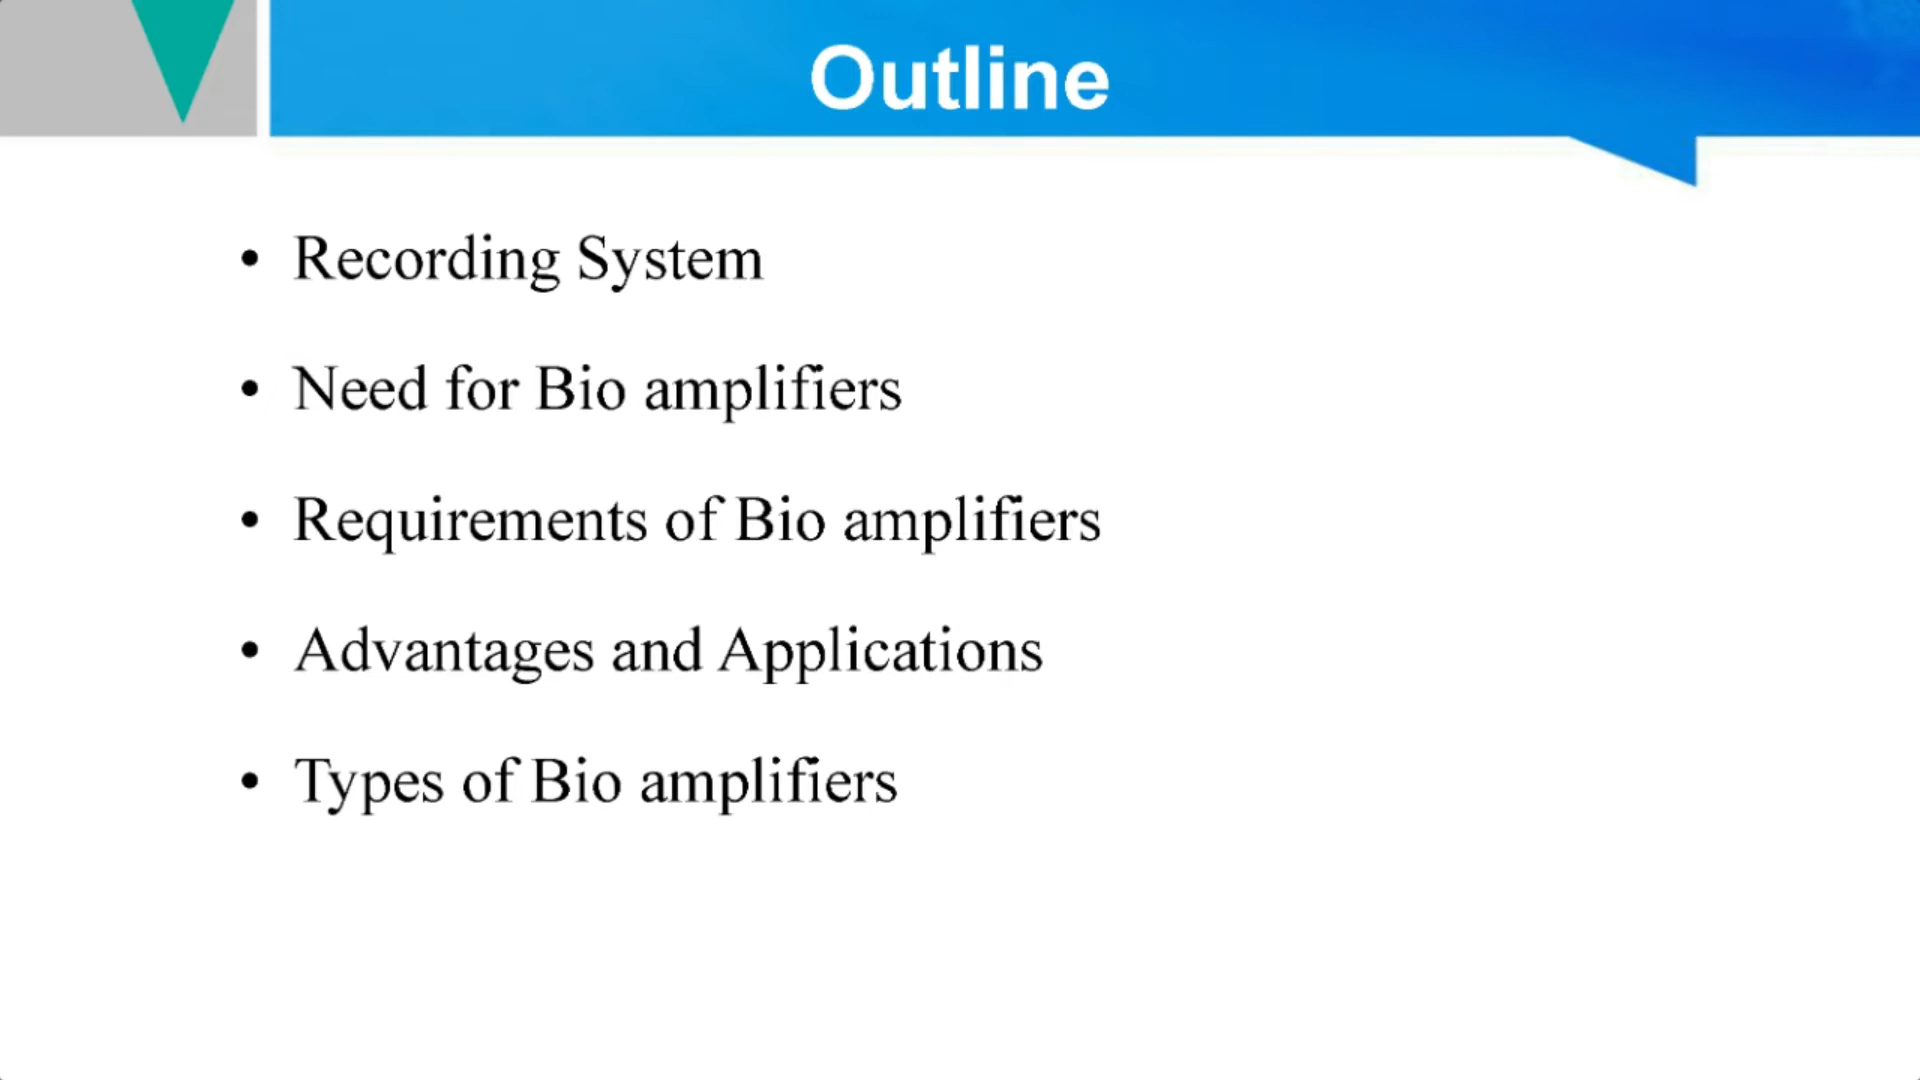 Outline
• Recording System
• Need for Bio amplifiers
• Requirements of Bio amplifiers
• Advantages and Applications
• Types of Bio amplifiers